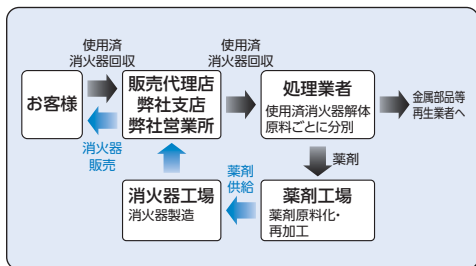 使用済
消火器回収
使用済
消火器回収
お客様
販売代理店
弊社支店
弊社営業所
処理業者
使用済消火器解体
原料ごとに分別
金属部品等
再生業者へ
消火器
販売
薬剤
供給
薬剤
消火器工場
消火器製造
薬剤工場
薬剤原料化・
再加工